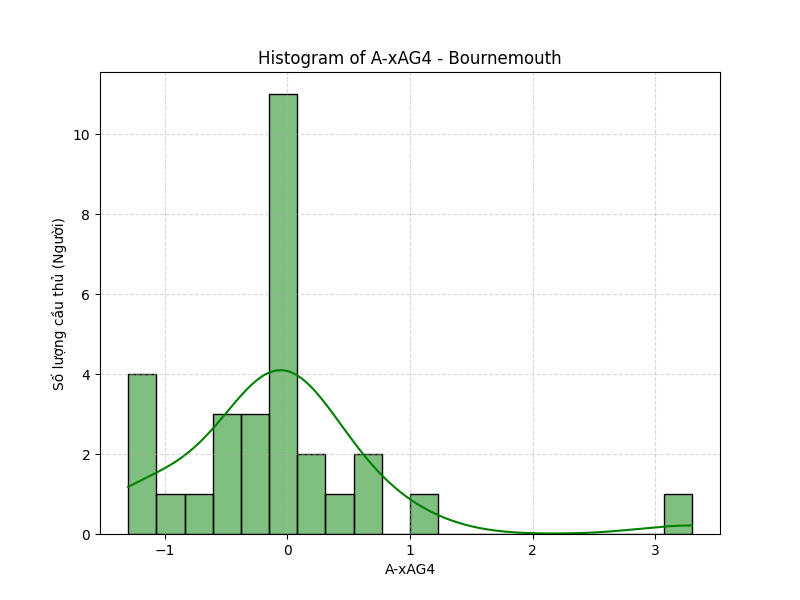 Histogram of A-xAG4 - Bournemouth
Số lượng cầu thủ (Người)
10
8
6
4
2
0
−1 0 1 2 3
A-xAG4